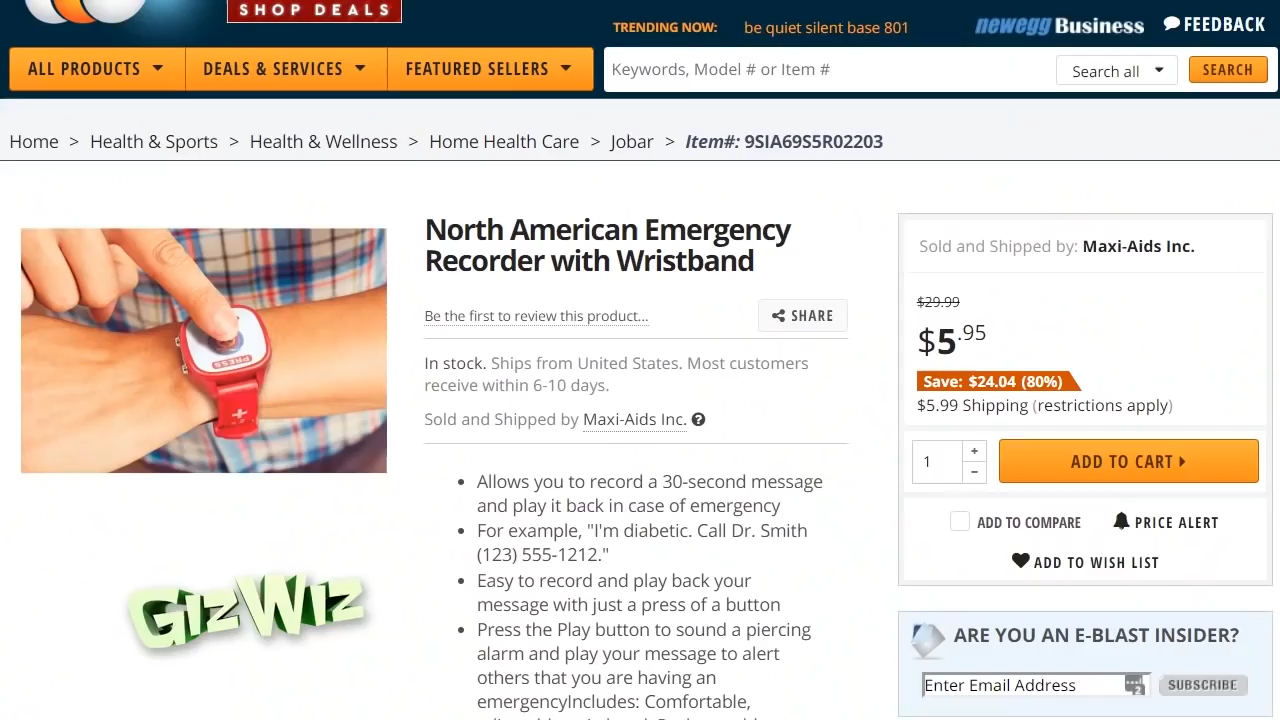 SHOP DEALS
TRENDING NOW: be quiet silent base 801
newegg Business
FEEDBACK
ALL PRODUCTS
DEALS & SERVICES
FEATURED SELLERS
Keywords, Model # or Item #
Search all
SEARCH
Home > Health & Sports > Health & Wellness > Home Health Care > Jobar > Item#: 9SIA69S5R02203
North American Emergency
Recorder with Wristband
Be the first to review this product...
SHARE
In stock. Ships from United States. Most customers
receive within 6-10 days.
Sold and Shipped by Maxi-Aids Inc.
Allows you to record a 30-second message
and play it back in case of emergency
For example, "I'm diabetic. Call Dr. Smith
(123) 555-1212."
Easy to record and play back your
message with just a press of a button
Press the Play button to sound a piercing
alarm and play your message to alert
others that you are having an
emergencyIncludes: Comfortable,
PRESS
GizWiz
Sold and Shipped by: Maxi-Aids Inc.
$29.99
$5.95
Save: $24.04 (80%)
$5.99 Shipping (restrictions apply)
1
+
-
ADD TO CART
ADD TO COMPARE
PRICE ALERT
ADD TO WISH LIST
ARE YOU AN E-BLAST INSIDER?
Enter Email Address
SUBSCRIBE